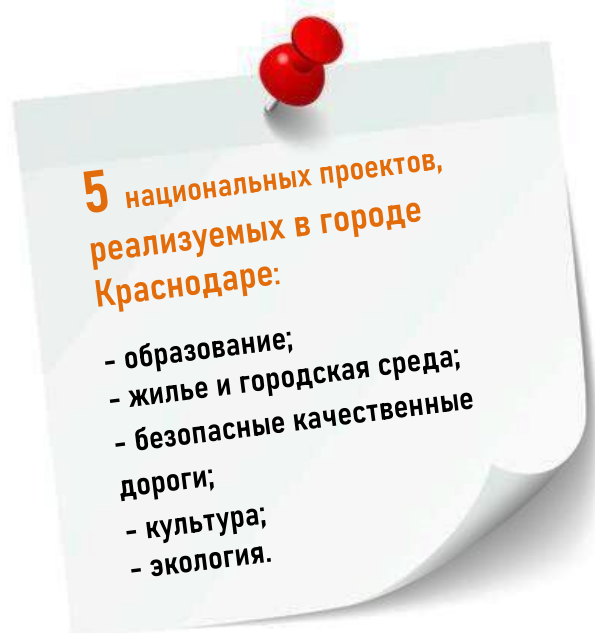 5 национальных проектов,
реализуемых в городе
Краснодаре:
- образование;
- жилье и городская среда;
- безопасные качественные
дороги;
- культура;
- экология.